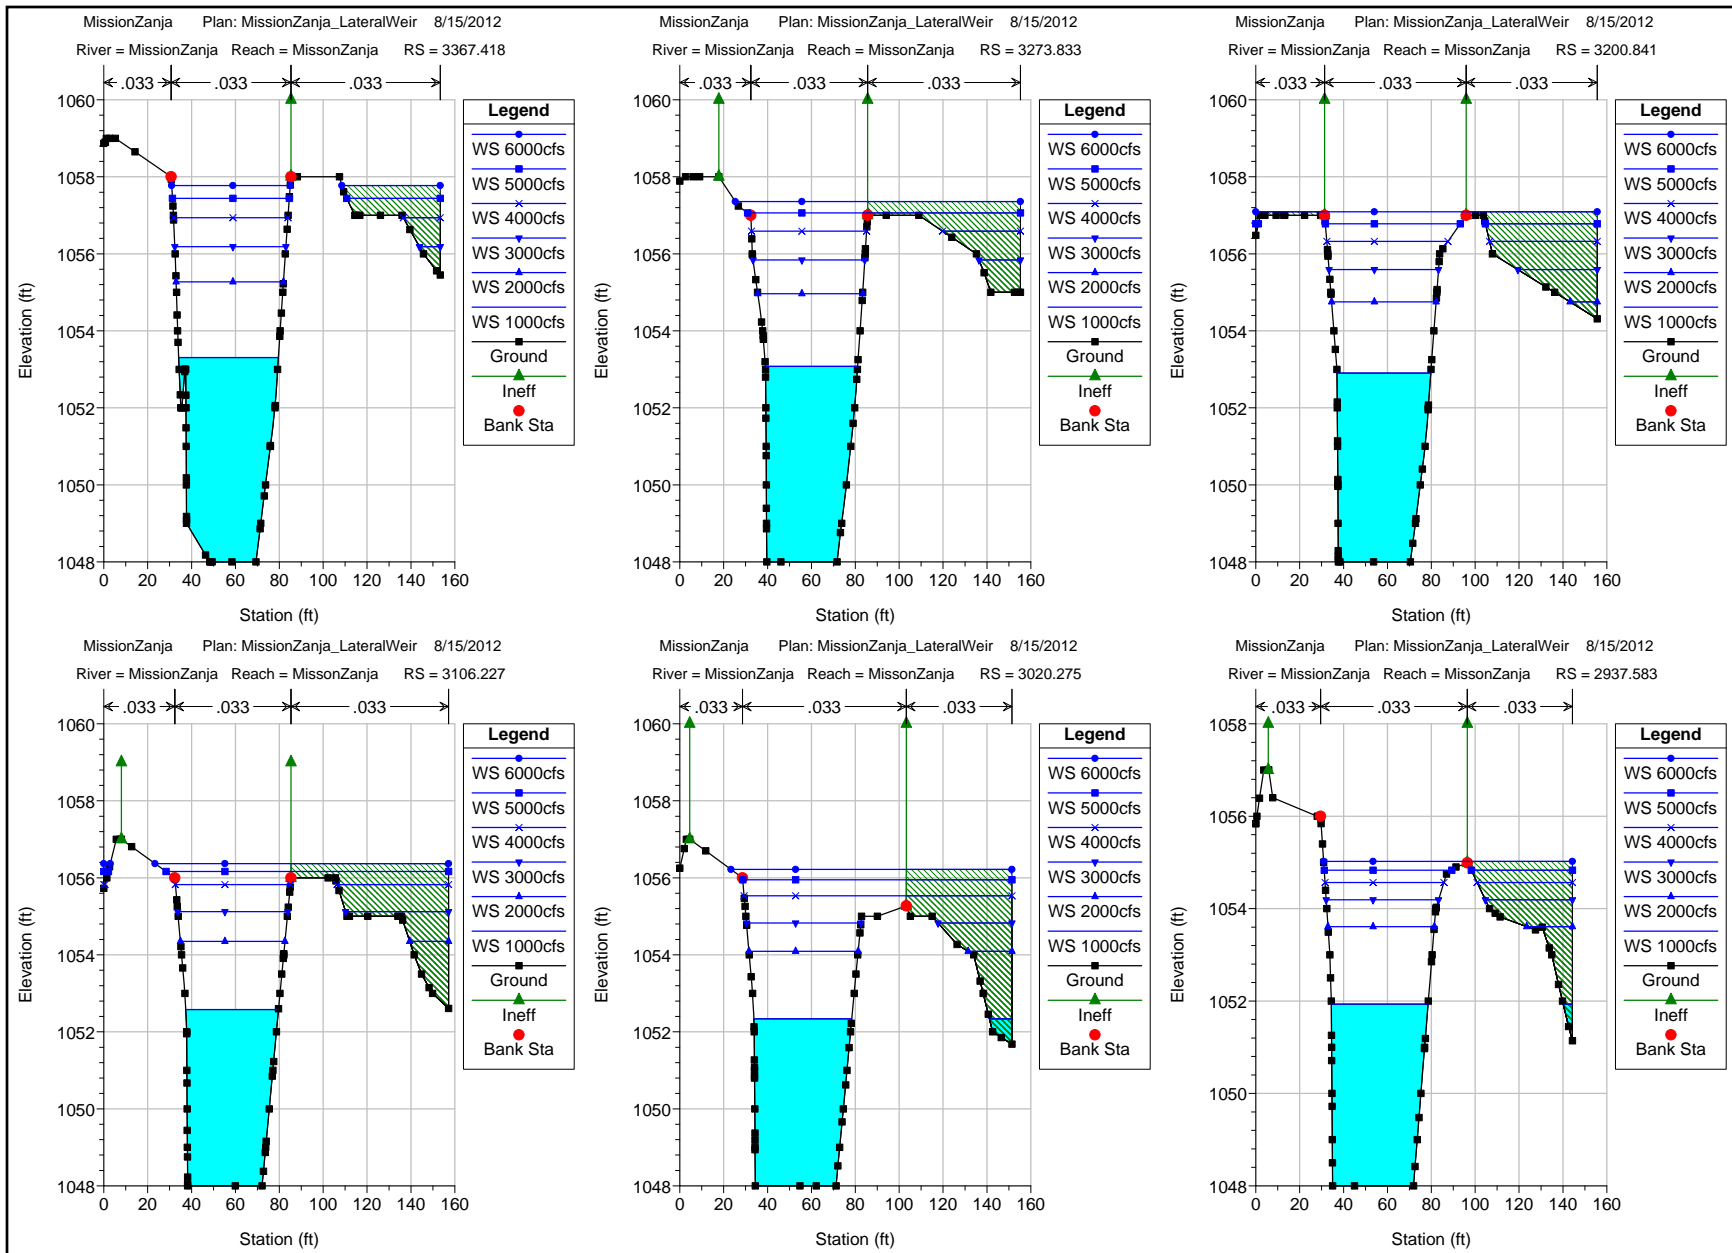 MissionZanja Plan: MissionZanja_LateralWeir 8/15/2012
River = MissionZanja Reach = MissonZanja RS = 3367.418
.033 .033 .033
1060
1058
1056
1054
1052
1050
1048
Elevation (ft)
0 20 40 60 80 100 120 140 160
Station (ft)
Legend
WS 6000cfs
WS 5000cfs
WS 4000cfs
WS 3000cfs
WS 2000cfs
WS 1000cfs
Ground
Ineff
Bank Sta
MissionZanja Plan: MissionZanja_LateralWeir 8/15/2012
River = MissionZanja Reach = MissonZanja RS = 3273.833
.033 .033 .033
1060
1058
1056
1054
1052
1050
1048
Elevation (ft)
0 20 40 60 80 100 120 140 160
Station (ft)
Legend
WS 6000cfs
WS 5000cfs
WS 4000cfs
WS 3000cfs
WS 2000cfs
WS 1000cfs
Ground
Ineff
Bank Sta
MissionZanja Plan: MissionZanja_LateralWeir 8/15/2012
River = MissionZanja Reach = MissonZanja RS = 3200.841
.033 .033 .033
1060
1058
1056
1054
1052
1050
1048
Elevation (ft)
0 20 40 60 80 100 120 140 160
Station (ft)
Legend
WS 6000cfs
WS 5000cfs
WS 4000cfs
WS 3000cfs
WS 2000cfs
WS 1000cfs
Ground
Ineff
Bank Sta
MissionZanja Plan: MissionZanja_LateralWeir 8/15/2012
River = MissionZanja Reach = MissonZanja RS = 3106.227
.033 .033 .033
1060
1058
1056
1054
1052
1050
1048
Elevation (ft)
0 20 40 60 80 100 120 140 160
Station (ft)
Legend
WS 6000cfs
WS 5000cfs
WS 4000cfs
WS 3000cfs
WS 2000cfs
WS 1000cfs
Ground
Ineff
Bank Sta
MissionZanja Plan: MissionZanja_LateralWeir 8/15/2012
River = MissionZanja Reach = MissonZanja RS = 3020.275
.033 .033 .033
1060
1058
1056
1054
1052
1050
1048
Elevation (ft)
0 20 40 60 80 100 120 140 160
Station (ft)
Legend
WS 6000cfs
WS 5000cfs
WS 4000cfs
WS 3000cfs
WS 2000cfs
WS 1000cfs
Ground
Ineff
Bank Sta
MissionZanja Plan: MissionZanja_LateralWeir 8/15/2012
River = MissionZanja Reach = MissonZanja RS = 2937.583
.033 .033 .033
1058
1056
1054
1052
1050
1048
Elevation (ft)
0 20 40 60 80 100 120 140 160
Station (ft)
Legend
WS 6000cfs
WS 5000cfs
WS 4000cfs
WS 3000cfs
WS 2000cfs
WS 1000cfs
Ground
Ineff
Bank Sta